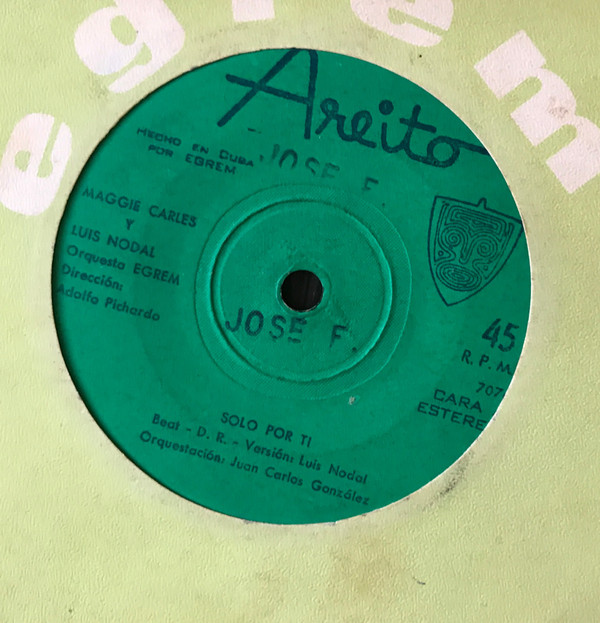 egrem
Areito
HECHO EN CUBA
POR EGREM
JOSE F.
MAGGIE CARLES
Y
LUIS NODAL
Orquesta EGREM
Dirección:
Adolfo Pichardo
JOSE F.
45
R. P. M.
707
CARA
ESTERE
SOLO POR TI
Beat - D. R. - Versión: Luis Nodal
Orquestación: Juan Carlos González